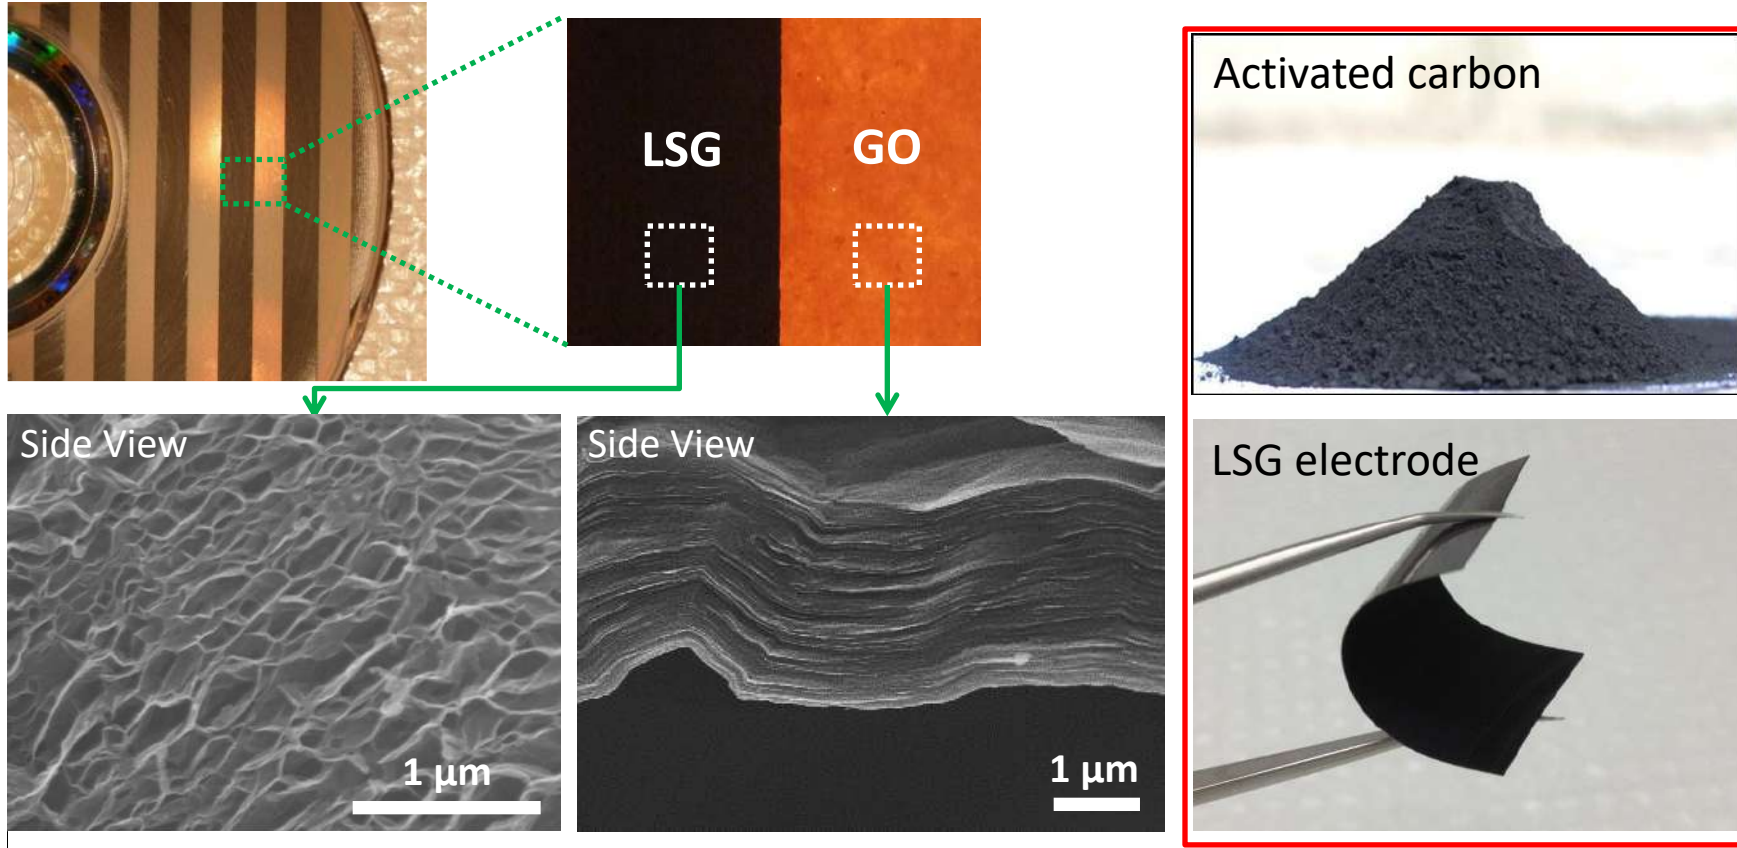 LSG
GO
Activated carbon
Side View
1 μm
Side View
1 μm
LSG electrode